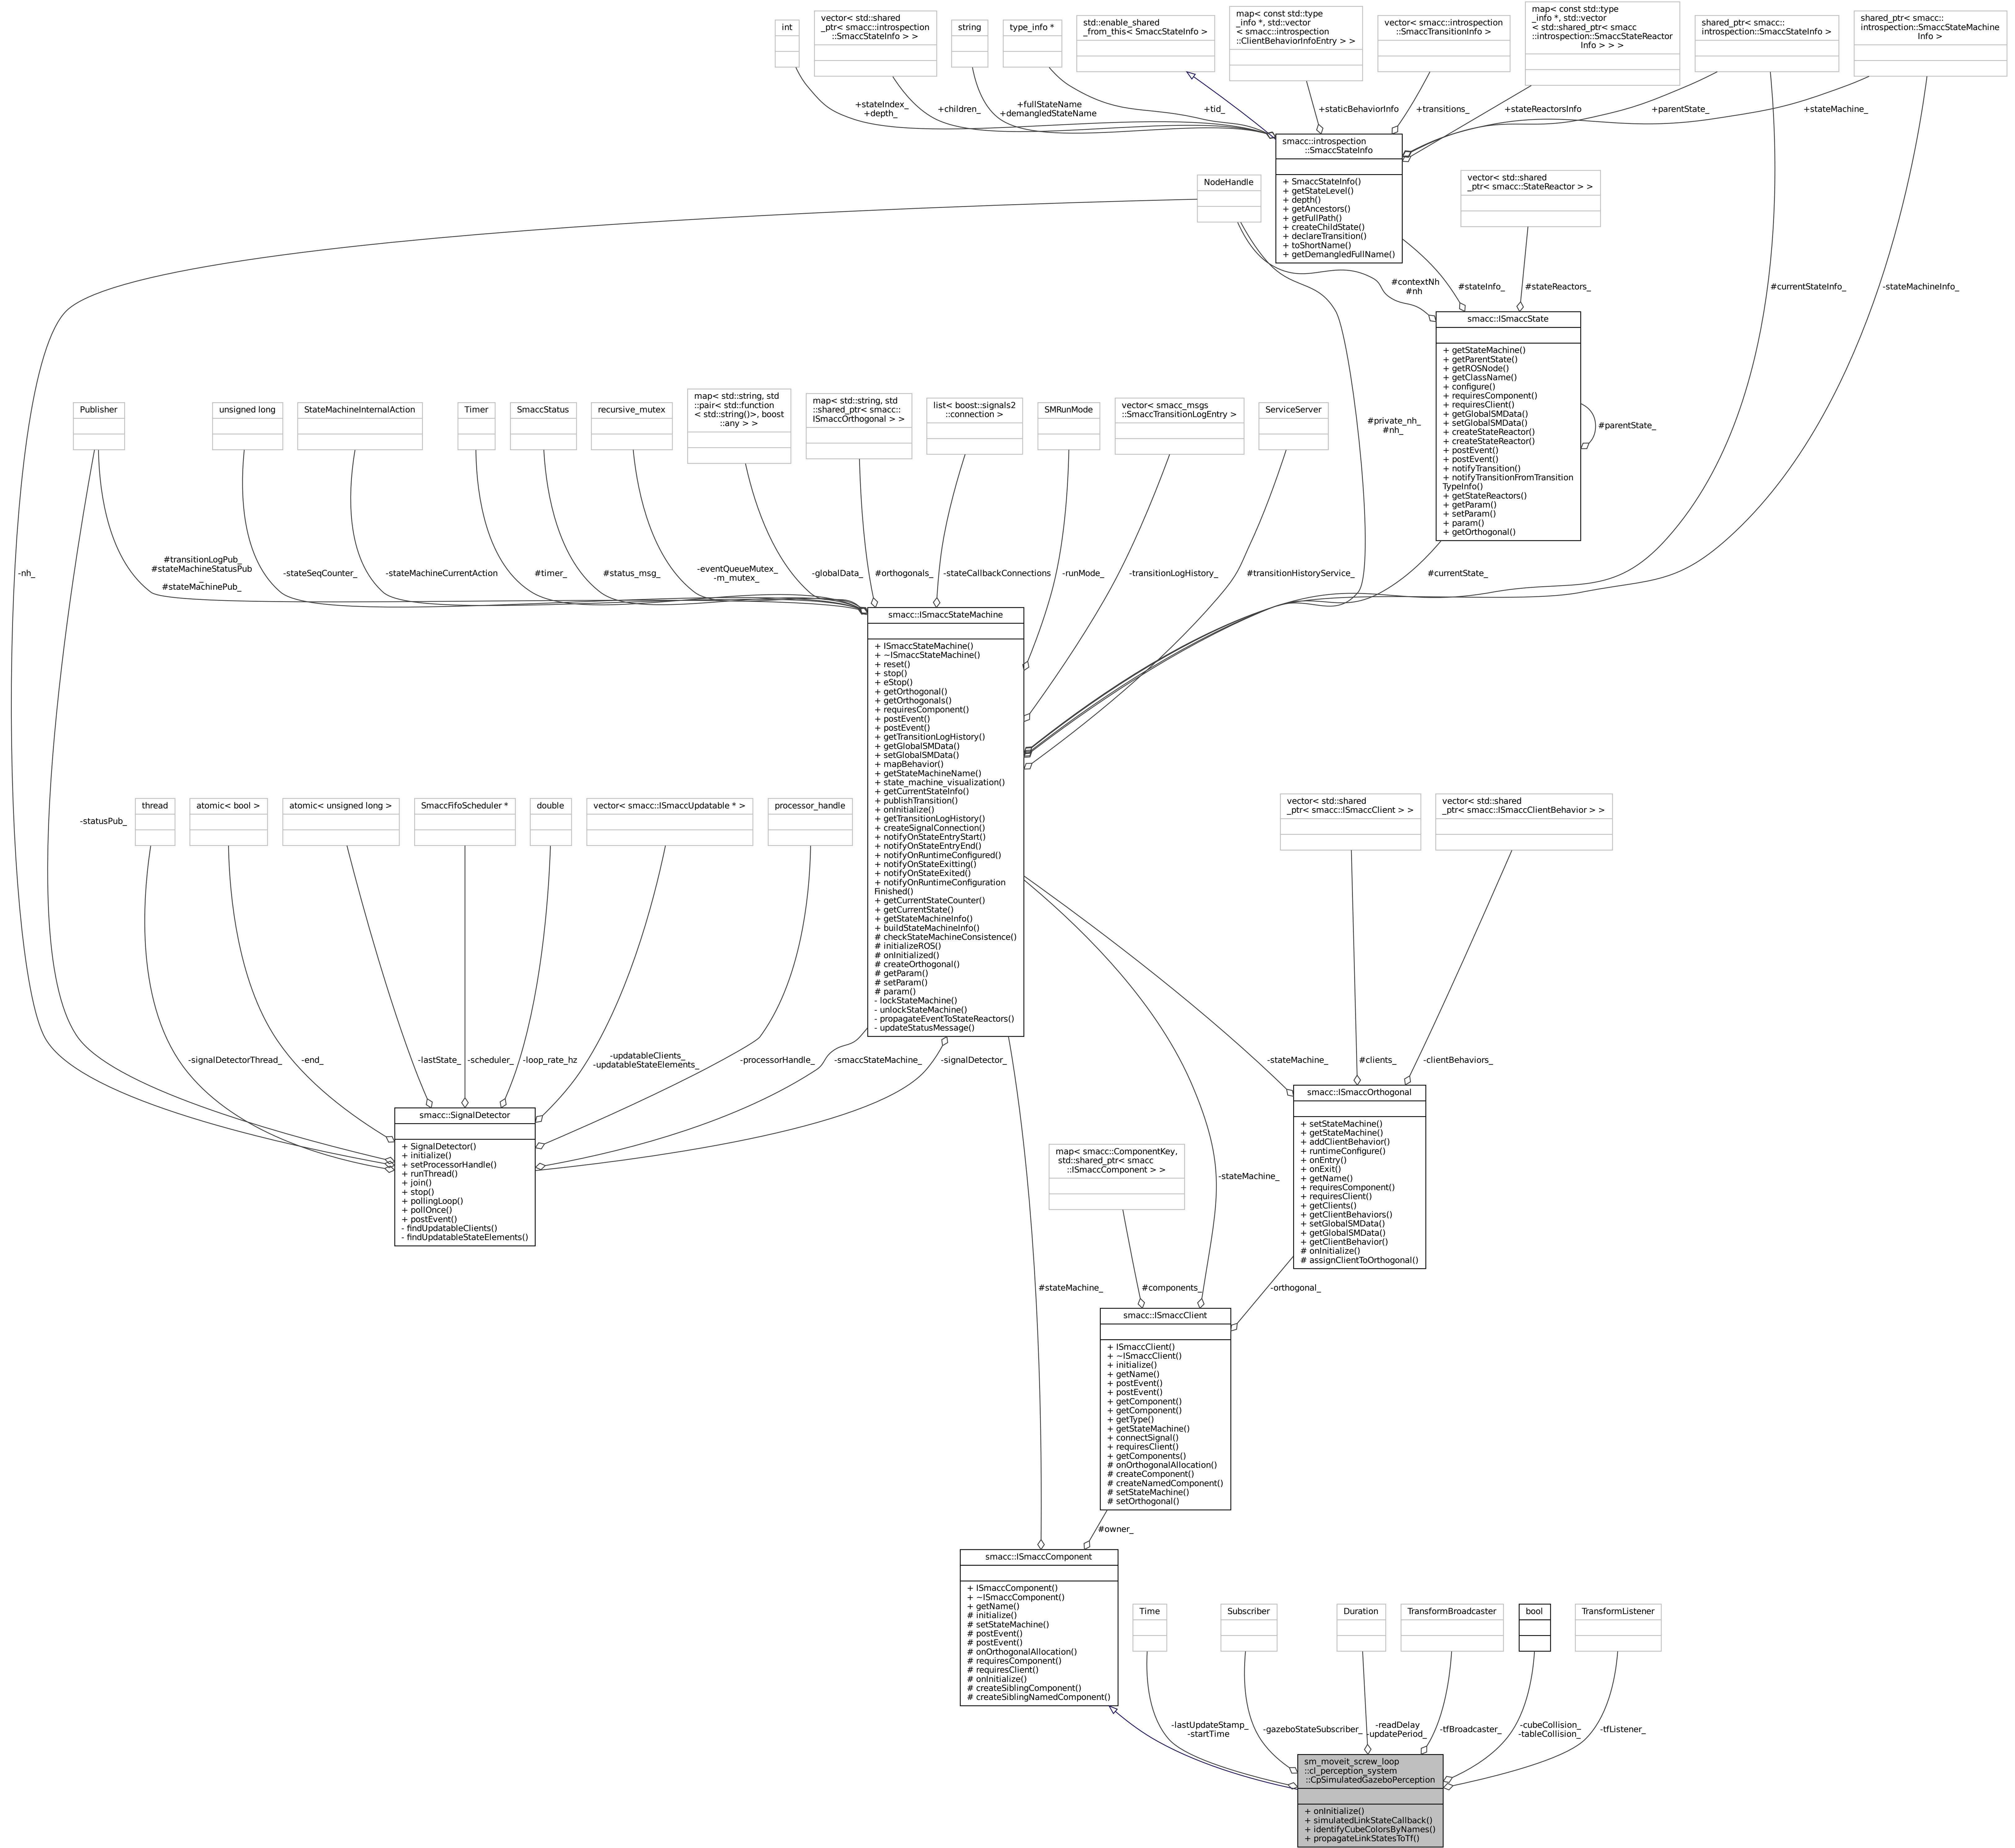 int
vector< std::shared
_ptr< smacc::introspection
::SmaccStateInfo > >
string
type_info *
std::enable_shared
_from_this< SmaccStateInfo >
map< const std::type
_info *, std::vector
< smacc::introspection
::ClientBehaviorInfoEntry > >
vector< smacc::introspection
::SmaccTransitionInfo >
map< const std::type
_info *, std::vector
< std::shared_ptr< smacc
::introspection::SmaccStateReactor
Info > > >
shared_ptr< smacc::
introspection::SmaccStateInfo >
shared_ptr< smacc::
introspection::SmaccStateMachine
Info >
+stateIndex_
+depth_
+children_
+fullStateName
+demangledStateName
+tid_
+staticBehaviorInfo
+transitions_
+stateReactorsInfo
+parentState_
+stateMachine_
smacc::introspection
::SmaccStateInfo
+ SmaccStateInfo()
+ getStateLevel()
+ depth()
+ getAncestors()
+ getFullPath()
+ createChildState()
+ declareTransition()
+ toShortName()
+ getDemangledFullName()
NodeHandle
vector< std::shared
_ptr< smacc::StateReactor > >
#contextNh
#nh
#stateInfo_
#stateReactors_
#currentStateInfo_
-stateMachineInfo_
smacc::ISmaccState
+ getStateMachine()
+ getParentState()
+ getROSNode()
+ getClassName()
+ configure()
+ requiresComponent()
+ requiresClient()
+ getGlobalSMData()
+ setGlobalSMData()
+ createStateReactor()
+ createStateReactor()
+ postEvent()
+ postEvent()
+ notifyTransition()
+ notifyTransitionFromTransition
TypeInfo()
+ getStateReactors()
+ getParam()
+ setParam()
+ param()
+ getOrthogonal()
#parentState_
Publisher
unsigned long
StateMachineInternalAction
Timer
SmaccStatus
recursive_mutex
map< std::string, std
::pair< std::function
< std::string()>, boost
::any > >
map< std::string, std
::shared_ptr< smacc::
ISmaccOrthogonal > >
list< boost::signals2
::connection >
SMRunMode
vector< smacc_msgs
::SmaccTransitionLogEntry >
ServiceServer
#private_nh_
#nh_
-nh_
#transitionLogPub_
#stateMachineStatusPub
_
#stateMachinePub_
-stateSeqCounter_
-stateMachineCurrentAction
#timer_
#status_msg_
-eventQueueMutex_
-m_mutex_
-globalData_
#orthogonals_
-stateCallbackConnections
-runMode_
-transitionLogHistory_
#transitionHistoryService_
#currentState_
smacc::ISmaccStateMachine
+ ISmaccStateMachine()
+ ~ISmaccStateMachine()
+ reset()
+ stop()
+ eStop()
+ getOrthogonal()
+ getOrthogonals()
+ requiresComponent()
+ postEvent()
+ postEvent()
+ getTransitionLogHistory()
+ getGlobalSMData()
+ setGlobalSMData()
+ mapBehavior()
+ getStateMachineName()
+ state_machine_visualization()
+ getCurrentStateInfo()
+ publishTransition()
+ onInitialize()
+ getTransitionLogHistory()
+ createSignalConnection()
+ notifyOnStateEntryStart()
+ notifyOnStateEntryEnd()
+ notifyOnRuntimeConfigured()
+ notifyOnStateExitting()
+ notifyOnStateExited()
+ notifyOnRuntimeConfiguration
Finished()
+ getCurrentStateCounter()
+ getCurrentState()
+ getStateMachineInfo()
+ buildStateMachineInfo()
# checkStateMachineConsistence()
# initializeROS()
# onInitialized()
# createOrthogonal()
# getParam()
# setParam()
# param()
- lockStateMachine()
- unlockStateMachine()
- propagateEventToStateReactors()
- updateStatusMessage()
-statusPub_
thread
atomic< bool >
atomic< unsigned long >
SmaccFifoScheduler *
double
vector< smacc::ISmaccUpdatable * >
processor_handle
vector< std::shared
_ptr< smacc::ISmaccClient > >
vector< std::shared
_ptr< smacc::ISmaccClientBehavior > >
-signalDetectorThread_
-end_
-lastState_
-scheduler_
-loop_rate_hz
-updatableClients_
-updatableStateElements_
-processorHandle_
-smaccStateMachine_
-signalDetector_
-stateMachine_
#clients_
-clientBehaviors_
smacc::SignalDetector
+ SignalDetector()
+ initialize()
+ setProcessorHandle()
+ runThread()
+ join()
+ stop()
+ pollingLoop()
+ pollOnce()
+ postEvent()
- findUpdatableClients()
- findUpdatableStateElements()
smacc::ISmaccOrthogonal
+ setStateMachine()
+ getStateMachine()
+ addClientBehavior()
+ runtimeConfigure()
+ onEntry()
+ onExit()
+ getName()
+ requiresComponent()
+ requiresClient()
+ getClients()
+ getClientBehaviors()
+ setGlobalSMData()
+ getGlobalSMData()
+ getClientBehavior()
# onInitialize()
# assignClientToOrthogonal()
map< smacc::ComponentKey,
std::shared_ptr< smacc
::ISmaccComponent > >
-stateMachine_
#stateMachine_
#components_
-orthogonal_
smacc::ISmaccClient
+ ISmaccClient()
+ ~ISmaccClient()
+ initialize()
+ getName()
+ postEvent()
+ postEvent()
+ getComponent()
+ getComponent()
+ getType()
+ getStateMachine()
+ connectSignal()
+ requiresClient()
+ getComponents()
# onOrthogonalAllocation()
# createComponent()
# createNamedComponent()
# setStateMachine()
# setOrthogonal()
#owner_
smacc::ISmaccComponent
+ ISmaccComponent()
+ ~ISmaccComponent()
+ getName()
# initialize()
# setStateMachine()
# postEvent()
# postEvent()
# onOrthogonalAllocation()
# requiresComponent()
# requiresClient()
# onInitialize()
# createSiblingComponent()
# createSiblingNamedComponent()
Time
Subscriber
Duration
TransformBroadcaster
bool
TransformListener
-lastUpdateStamp_
-startTime
-gazeboStateSubscriber_
-readDelay
-updatePeriod_
-tfBroadcaster_
-cubeCollision_
-tableCollision_
-tfListener_
sm_moveit_screw_loop
::cl_perception_system
::CpSimulatedGazeboPerception
+ onInitialize()
+ simulatedLinkStateCallback()
+ identifyCubeColorsByNames()
+ propagateLinkStatesToTf()